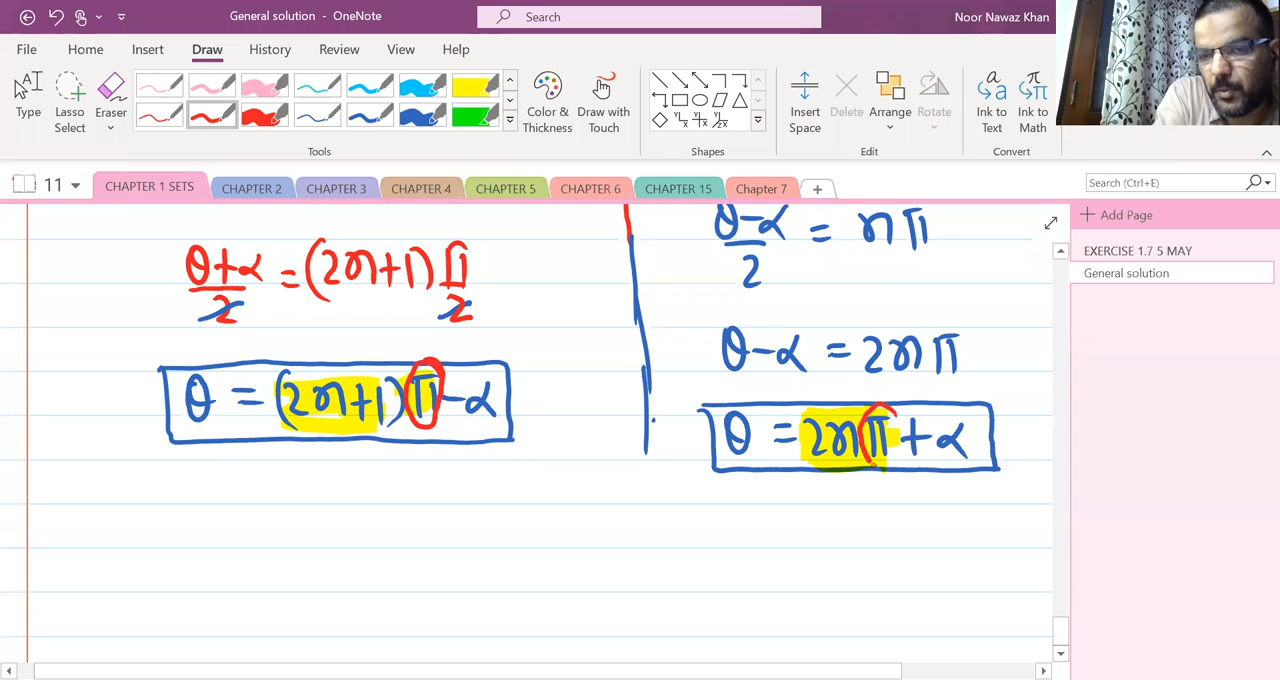 General solution - OneNote
Search
Noor Nawaz Khan
File Home Insert Draw History Review View Help
Type
Lasso Select
Eraser
Color & Thickness
Draw with Touch
Insert Space
Delete
Arrange
Rotate
Ink to Text
Ink to Math
Tools
Shapes
Edit
Convert
11
CHAPTER 1 SETS
CHAPTER 2
CHAPTER 3
CHAPTER 4
CHAPTER 5
CHAPTER 6
CHAPTER 15
Chapter 7
Search (Ctrl+E)
Add Page
EXERCISE 1.7 5 MAY
General solution
(θ+α)/2 = (2n+1) π/2
θ = (2n+1)π-α
(θ-α)/2 = nπ
θ-α = 2nπ
θ = 2nπ+α